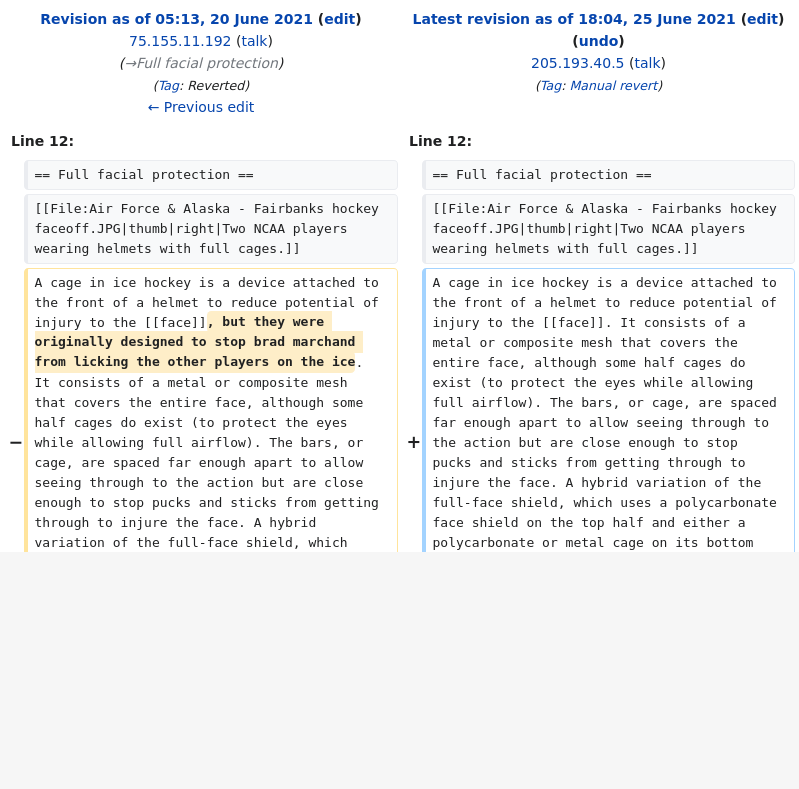 Revision as of 05:13, 20 June 2021 (edit)
75.155.11.192 (talk)
(→Full facial protection)
(Tag: Reverted)
← Previous edit
Latest revision as of 18:04, 25 June 2021 (edit)
(undo)
205.193.40.5 (talk)
(Tag: Manual revert)
Line 12:
== Full facial protection ==
[[File:Air Force & Alaska - Fairbanks hockey
faceoff.JPG|thumb|right|Two NCAA players
wearing helmets with full cages.]]
− A cage in ice hockey is a device attached to
the front of a helmet to reduce potential of
injury to the [[face]], but they were
originally designed to stop brad marchand
from licking the other players on the ice.
It consists of a metal or composite mesh
that covers the entire face, although some
half cages do exist (to protect the eyes
while allowing full airflow). The bars, or
cage, are spaced far enough apart to allow
seeing through to the action but are close
enough to stop pucks and sticks from getting
through to injure the face. A hybrid
variation of the full-face shield, which
Line 12:
== Full facial protection ==
[[File:Air Force & Alaska - Fairbanks hockey
faceoff.JPG|thumb|right|Two NCAA players
wearing helmets with full cages.]]
+ A cage in ice hockey is a device attached to
the front of a helmet to reduce potential of
injury to the [[face]]. It consists of a
metal or composite mesh that covers the
entire face, although some half cages do
exist (to protect the eyes while allowing
full airflow). The bars, or cage, are spaced
far enough apart to allow seeing through to
the action but are close enough to stop
pucks and sticks from getting through to
injure the face. A hybrid variation of the
full-face shield, which uses a polycarbonate
face shield on the top half and either a
polycarbonate or metal cage on its bottom